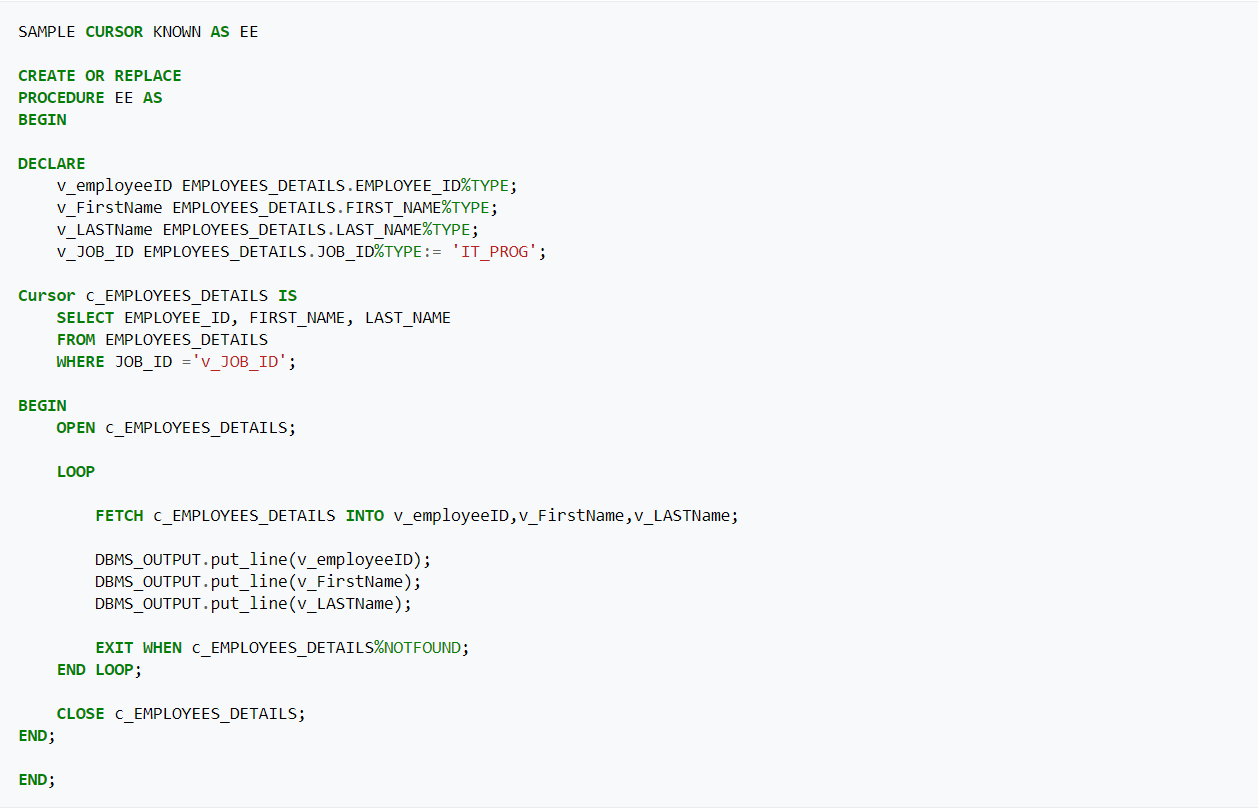 SAMPLE CURSOR KNOWN AS EE
CREATE OR REPLACE
PROCEDURE EE AS
BEGIN
DECLARE
v_employeeID EMPLOYEES_DETAILS.EMPLOYEE_ID%TYPE;
v_FirstName EMPLOYEES_DETAILS.FIRST_NAME%TYPE;
v_LASTName EMPLOYEES_DETAILS.LAST_NAME%TYPE;
v_JOB_ID EMPLOYEES_DETAILS.JOB_ID%TYPE:= 'IT_PROG';
Cursor c_EMPLOYEES_DETAILS IS
SELECT EMPLOYEE_ID, FIRST_NAME, LAST_NAME
FROM EMPLOYEES_DETAILS
WHERE JOB_ID ='v_JOB_ID';
BEGIN
OPEN c_EMPLOYEES_DETAILS;
LOOP
FETCH c_EMPLOYEES_DETAILS INTO v_employeeID,v_FirstName,v_LASTName;
DBMS_OUTPUT.put_line(v_employeeID);
DBMS_OUTPUT.put_line(v_FirstName);
DBMS_OUTPUT.put_line(v_LASTName);
EXIT WHEN c_EMPLOYEES_DETAILS%NOTFOUND;
END LOOP;
CLOSE c_EMPLOYEES_DETAILS;
END;
END;